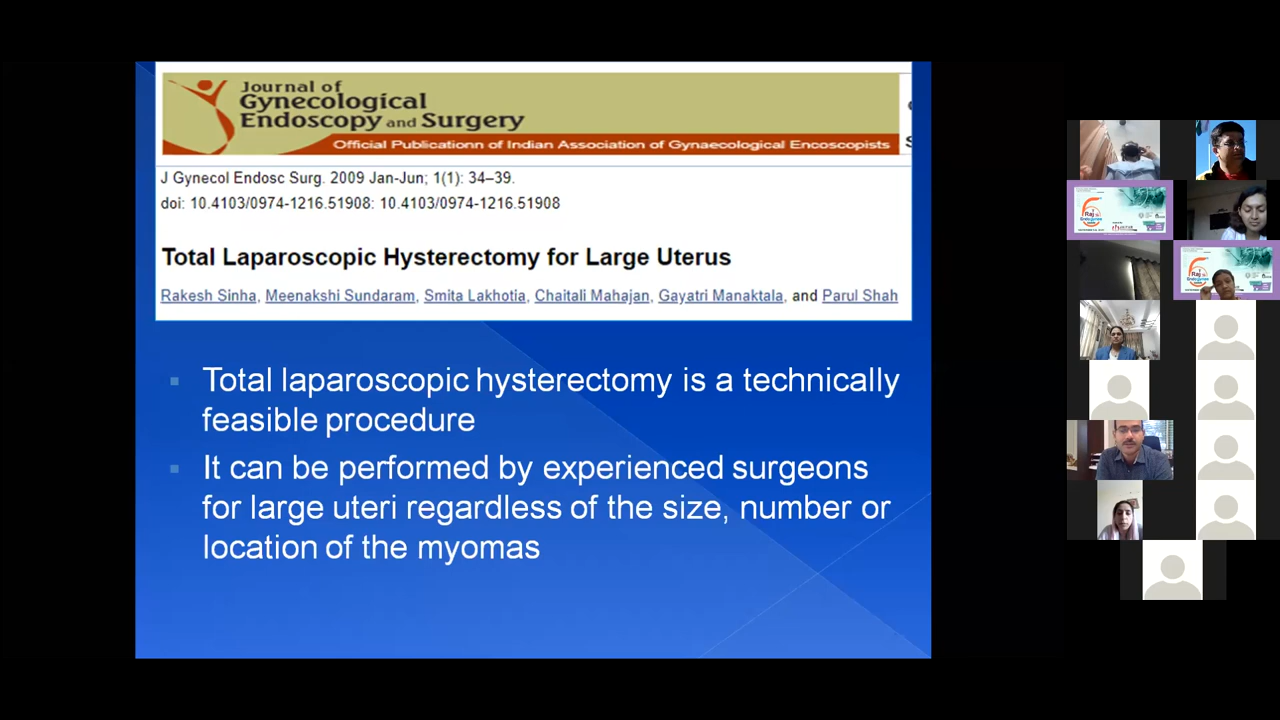 Journal of
Gynecological
Endoscopy and Surgery
Official Publicationn of Indian Association of Gynaecological Encoscopists
J Gynecol Endosc Surg. 2009 Jan-Jun; 1(1): 34–39.
doi: 10.4103/0974-1216.51908: 10.4103/0974-1216.51908
Total Laparoscopic Hysterectomy for Large Uterus
Rakesh Sinha, Meenakshi Sundaram, Smita Lakhotia, Chaitali Mahajan, Gayatri Manaktala, and Parul Shah
Total laparoscopic hysterectomy is a technically
feasible procedure
It can be performed by experienced surgeons
for large uteri regardless of the size, number or
location of the myomas
Raj
Raj